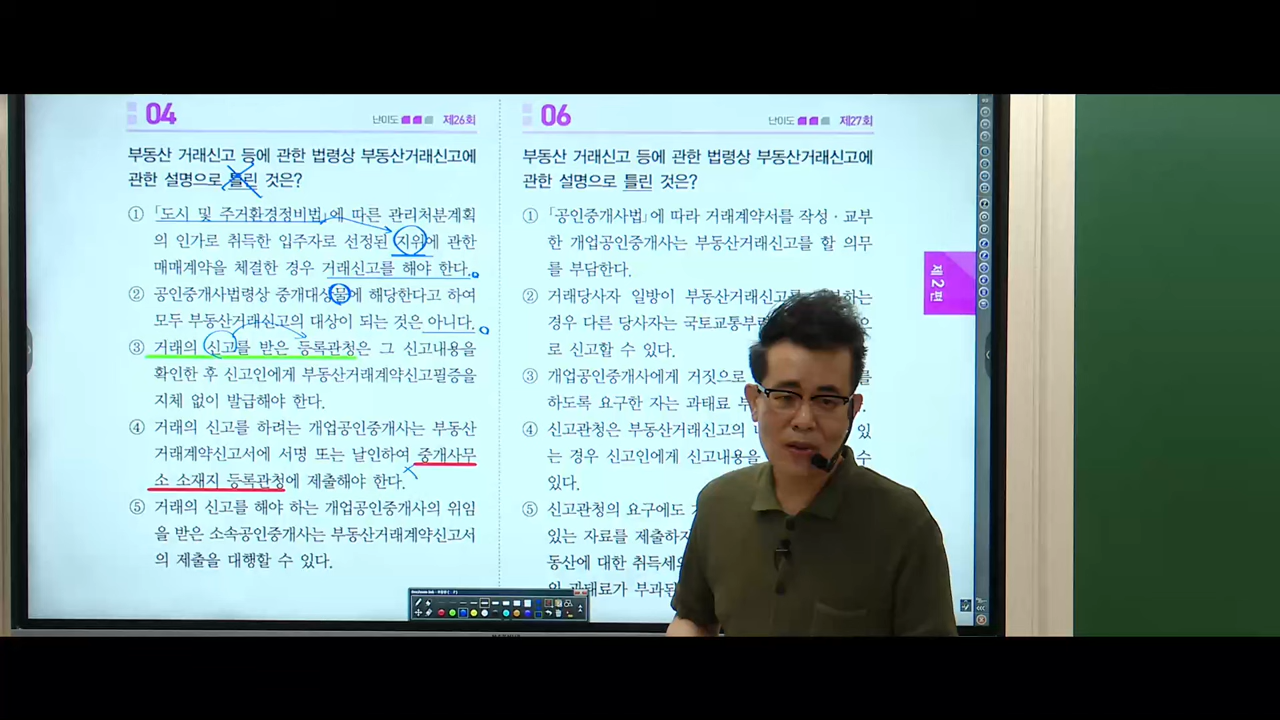 04
난이도 제26회
부동산 거래신고 등에 관한 법령상 부동산거래신고에
관한 설명으로 틀린 것은?
① 「도시 및 주거환경정비법」에 따른 관리처분계획
의 인가로 취득한 입주자로 선정된 지위에 관한
매매계약을 체결한 경우 거래신고를 해야 한다.
② 공인중개사법령상 중개대상물에 해당한다고 하여
모두 부동산거래신고의 대상이 되는 것은 아니다.
③ 거래의 신고를 받은 등록관청은 그 신고내용을
확인한 후 신고인에게 부동산거래계약신고필증을
지체 없이 발급해야 한다.
④ 거래의 신고를 하려는 개업공인중개사는 부동산
거래계약신고서에 서명 또는 날인하여 중개사무
소 소재지 등록관청에 제출해야 한다.
⑤ 거래의 신고를 해야 하는 개업공인중개사의 위임
을 받은 소속공인중개사는 부동산거래계약신고서
의 제출을 대행할 수 있다.
06
난이도 제27회
부동산 거래신고 등에 관한 법령상 부동산거래신고에
관한 설명으로 틀린 것은?
① 「공인중개사법」에 따라 거래계약서를 작성·교부
한 개업공인중개사는 부동산거래신고를 할 의무
를 부담한다.
② 거래당사자 일방이 부동산거래신고를 하는
경우 다른 당사자는 국토교통부
로 신고할 수 있다.
③ 개업공인중개사에게 거짓으로 를
하도록 요구한 자는 과태료
④ 신고관청은 부동산거래신고의 있
는 경우 신고인에게 신고내용을 수
있다.
⑤ 신고관청의 요구에도
있는 자료를 제출하지
동산에 대한 취득세
의 과태료가 부과된
제2편